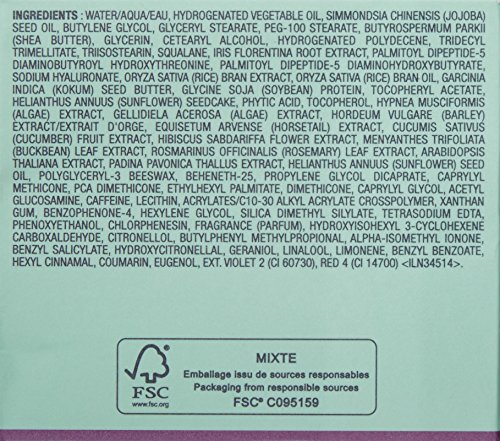 INGREDIENTS : WATER/AQUA/EAU, HYDROGENATED VEGETABLE OIL, SIMMONDSIA CHINENSIS (JOJOBA)
SEED OIL, BUTYLENE GLYCOL, GLYCERYL STEARATE, PEG-100 STEARATE, BUTYROSPERMUM PARKII
(SHEA BUTTER), GLYCERIN, CETEARYL ALCOHOL, HYDROGENATED POLYDECENE, TRIDECYL
TRIMELLITATE, TRIISOSTEARIN, SQUALANE, IRIS FLORENTINA ROOT EXTRACT, PALMITOYL DIPEPTIDE-5
DIAMINOBUTYROYL HYDROXYTHREONINE, PALMITOYL DIPEPTIDE-5 DIAMINOHYDROXYBUTYRATE,
SODIUM HYALURONATE, ORYZA SATIVA (RICE) BRAN EXTRACT, ORYZA SATIVA (RICE) BRAN OIL, GARCINIA
INDICA (KOKUM) SEED BUTTER, GLYCINE SOJA (SOYBEAN) PROTEIN, TOCOPHERYL ACETATE,
HELIANTHUS ANNUUS (SUNFLOWER) SEEDCAKE, PHYTIC ACID, TOCOPHEROL, HYPNEA MUSCIFORMIS
(ALGAE) EXTRACT, GELLIDIELA ACEROSA (ALGAE) EXTRACT, HORDEUM VULGARE (BARLEY)
EXTRACT/EXTRAIT D'ORGE, EQUISETUM ARVENSE (HORSETAIL) EXTRACT, CUCUMIS SATIVUS
(CUCUMBER) FRUIT EXTRACT, HIBISCUS SABDARIFFA FLOWER EXTRACT, MENYANTHES TRIFOLIATA
(BUCKBEAN) LEAF EXTRACT, ROSMARINUS OFFICINALIS (ROSEMARY) LEAF EXTRACT, ARABIDOPSIS
THALIANA EXTRACT, PADINA PAVONICA THALLUS EXTRACT, HELIANTHUS ANNUUS (SUNFLOWER) SEED
OIL, POLYGLYCERYL-3 BEESWAX, BEHENETH-25, PROPYLENE GLYCOL DICAPRATE, CAPRYLYL
METHICONE, PCA DIMETHICONE, ETHYLHEXYL PALMITATE, DIMETHICONE, CAPRYLYL GLYCOL, ACETYL
GLUCOSAMINE, CAFFEINE, LECITHIN, ACRYLATES/C10-30 ALKYL ACRYLATE CROSSPOLYMER, XANTHAN
GUM, BENZOPHENONE-4, HEXYLENE GLYCOL, SILICA DIMETHYL SILYLATE, TETRASODIUM EDTA,
PHENOXYETHANOL, CHLORPHENESIN, FRAGRANCE (PARFUM), HYDROXYISOHEXYL 3-CYCLOHEXENE
CARBOXALDEHYDE, CITRONELLOL, BUTYLPHENYL METHYLPROPIONAL, ALPHA-ISOMETHYL IONONE,
BENZYL SALICYLATE, HYDROXYCITRONELLAL, GERANIOL, LINALOOL, LIMONENE, BENZYL BENZOATE,
HEXYL CINNAMAL, COUMARIN, EUGENOL, EXT. VIOLET 2 (CI 60730), RED 4 (CI 14700) <ILN34514>.
MIXTE
Emballage issu de sources responsables
Packaging from responsible sources
FSC® C095159
FSC
www.fsc.org